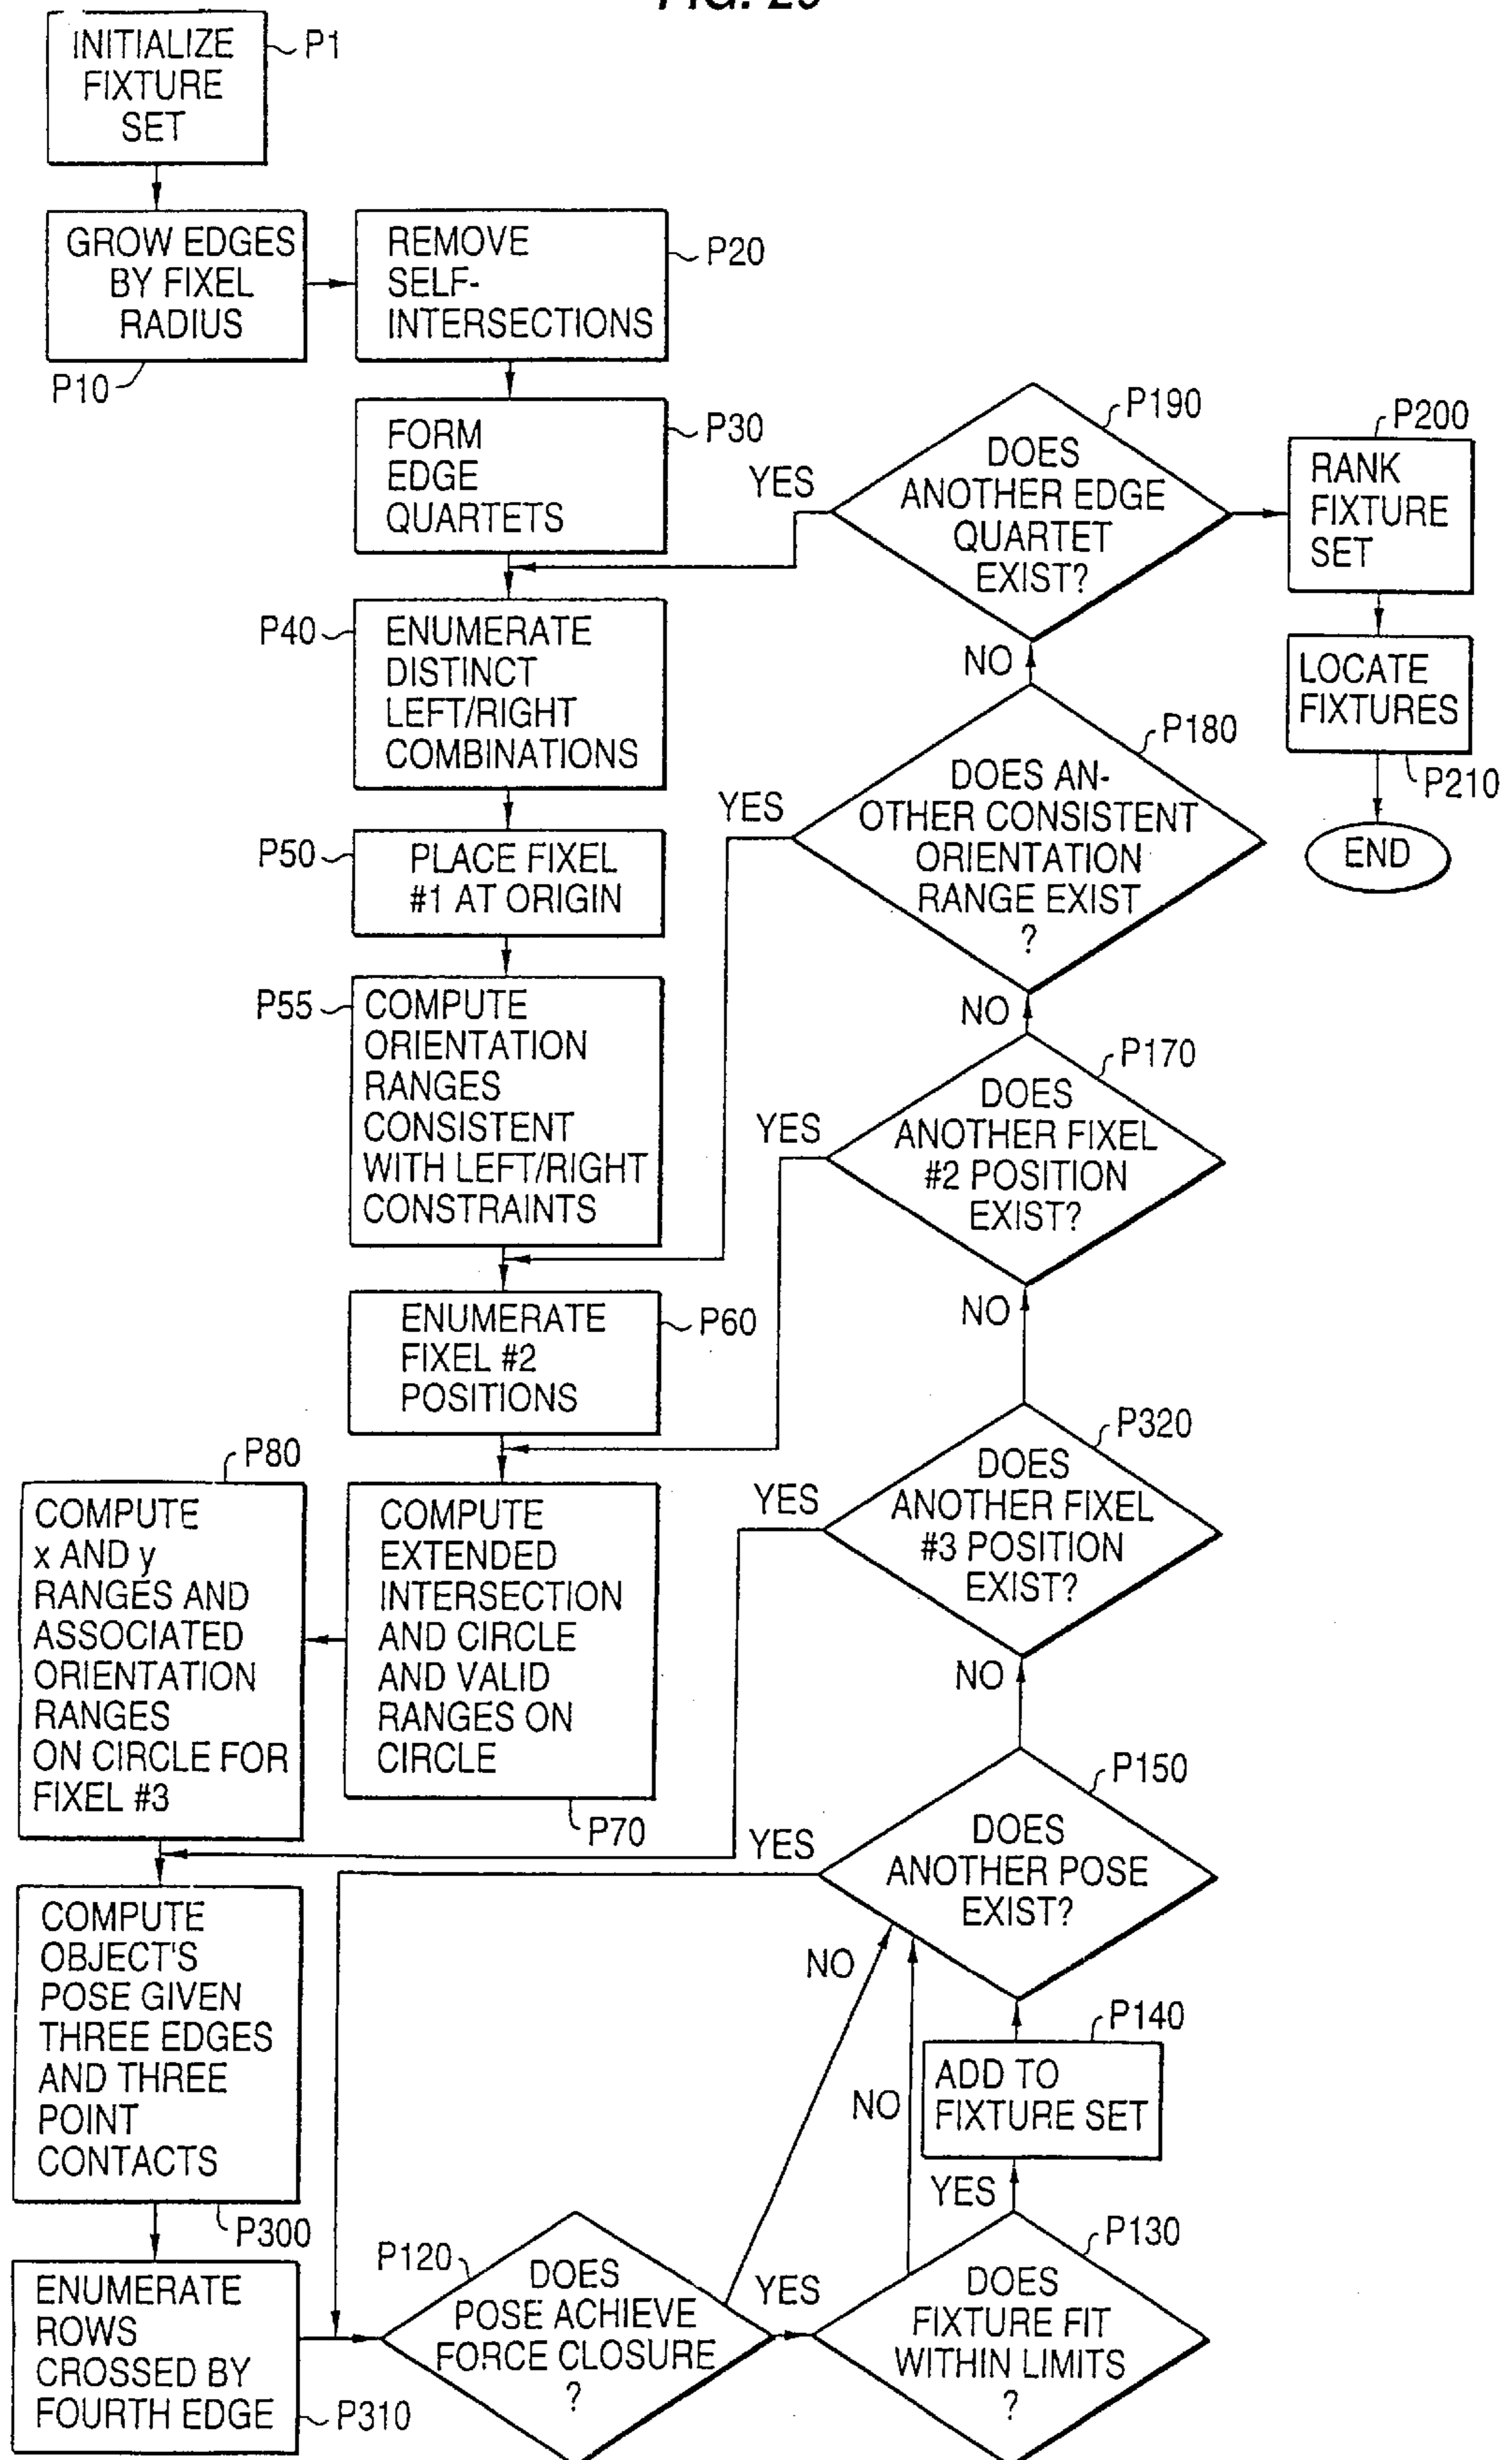 FIG. 29
INITIALIZE
FIXTURE
SET
P1
GROW EDGES
BY FIXEL
RADIUS
P10
REMOVE
SELF-
INTERSECTIONS
P20
FORM
EDGE
QUARTETS
P30
P40
ENUMERATE
DISTINCT
LEFT/RIGHT
COMBINATIONS
P50
PLACE FIXEL
#1 AT ORIGIN
P55
COMPUTE
ORIENTATION
RANGES
CONSISTENT
WITH LEFT/RIGHT
CONSTRAINTS
ENUMERATE
FIXEL #2
POSITIONS
P60
COMPUTE
EXTENDED
INTERSECTION
AND CIRCLE
AND VALID
RANGES ON
CIRCLE
P70
P80
COMPUTE
x AND y
RANGES AND
ASSOCIATED
ORIENTATION
RANGES
ON CIRCLE FOR
FIXEL #3
COMPUTE
OBJECT'S
POSE GIVEN
THREE EDGES
AND THREE
POINT
CONTACTS
P300
ENUMERATE
ROWS
CROSSED BY
FOURTH EDGE
P310
P120
DOES
POSE ACHIEVE
FORCE CLOSURE
?
YES
NO
P130
DOES
FIXTURE FIT
WITHIN LIMITS
?
YES
NO
P140
ADD TO
FIXTURE SET
P150
DOES
ANOTHER POSE
EXIST?
YES
NO
P320
DOES
ANOTHER FIXEL
#3 POSITION
EXIST?
YES
NO
P170
DOES
ANOTHER FIXEL
#2 POSITION
EXIST?
YES
NO
P180
DOES AN-
OTHER CONSISTENT
ORIENTATION
RANGE EXIST
?
YES
NO
P190
DOES
ANOTHER EDGE
QUARTET
EXIST?
YES
P200
RANK
FIXTURE
SET
LOCATE
FIXTURES
P210
END